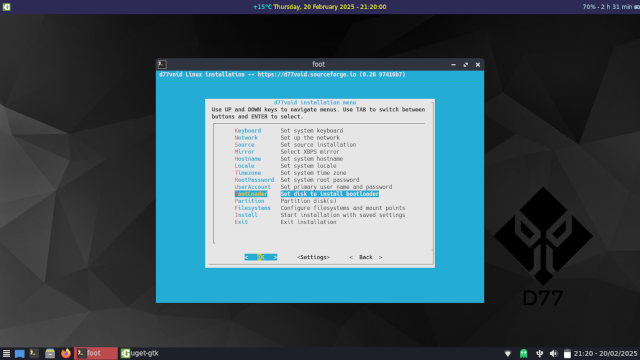 +15°C Thursday, 20 February 2025 - 21:20:00
70% - 2 h 31 min
foot
d77void Linux installation -- https://d77void.sourceforge.io (0.26 97416b7)
d77void installation menu
Use UP and DOWN keys to navigate menus. Use TAB to switch between
buttons and ENTER to select.
Keyboard Set system keyboard
Network Set up the network
Source Set source installation
Mirror Select XBPS mirror
Hostname Set system hostname
Locale Set system locale
Timezone Set system time zone
RootPassword Set system root password
UserAccount Set primary user name and password
BootLoader Set disk to install bootloader
Partition Partition disk(s)
Filesystems Configure filesystems and mount points
Install Start installation with saved settings
Exit Exit installation
< OK > <Settings> < Back >
D77
foot
uget-gtk
21:20 - 20/02/2025